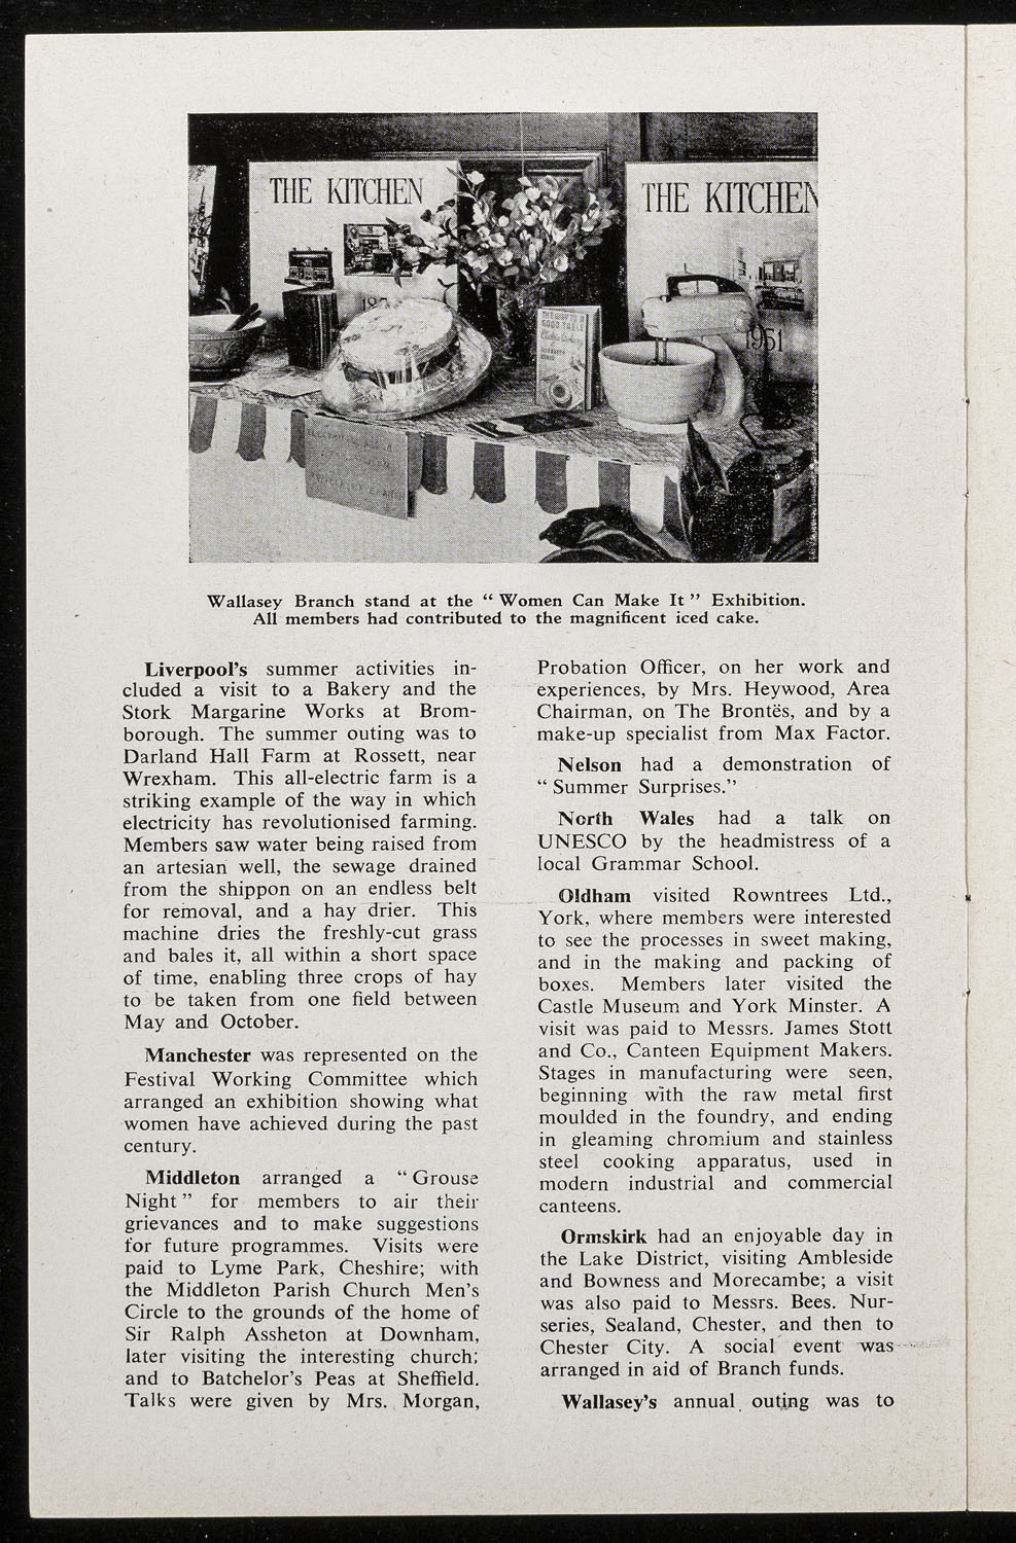 THE KITCHEN
THE KITCHEN
187
THE WAY TO A
GOOD TABLE
Electric Cookery
1951
Wallasey Branch stand at the “ Women Can Make It ” Exhibition.
All members had contributed to the magnificent iced cake.
Liverpool’s summer activities in-
cluded a visit to a Bakery and the
Stork Margarine Works at Brom-
borough. The summer outing was to
Darland Hall Farm at Rossett, near
Wrexham. This all-electric farm is a
striking example of the way in which
electricity has revolutionised farming.
Members saw water being raised from
an artesian well, the sewage drained
from the shippon on an endless belt
for removal, and a hay drier. This
machine dries the freshly-cut grass
and bales it, all within a short space
of time, enabling three crops of hay
to be taken from one field between
May and October.
Manchester was represented on the
Festival Working Committee which
arranged an exhibition showing what
women have achieved during the past
century.
Middleton arranged a “ Grouse
Night ” for members to air their
grievances and to make suggestions
for future programmes. Visits were
paid to Lyme Park, Cheshire; with
the Middleton Parish Church Men’s
Circle to the grounds of the home of
Sir Ralph Assheton at Downham,
later visiting the interesting church;
and to Batchelor’s Peas at Sheffield.
Talks were given by Mrs. Morgan,
Probation Officer, on her work and
experiences, by Mrs. Heywood, Area
Chairman, on The Brontës, and by a
make-up specialist from Max Factor.
Nelson had a demonstration of
“ Summer Surprises.”
North Wales had a talk on
UNESCO by the headmistress of a
local Grammar School.
Oldham visited Rowntrees Ltd.,
York, where members were interested
to see the processes in sweet making,
and in the making and packing of
boxes. Members later visited the
Castle Museum and York Minster. A
visit was paid to Messrs. James Stott
and Co., Canteen Equipment Makers.
Stages in manufacturing were seen,
beginning with the raw metal first
moulded in the foundry, and ending
in gleaming chromium and stainless
steel cooking apparatus, used in
modern industrial and commercial
canteens.
Ormskirk had an enjoyable day in
the Lake District, visiting Ambleside
and Bowness and Morecambe; a visit
was also paid to Messrs. Bees. Nur-
series, Sealand, Chester, and then to
Chester City. A social event was
arranged in aid of Branch funds.
Wallasey’s annual outing was to